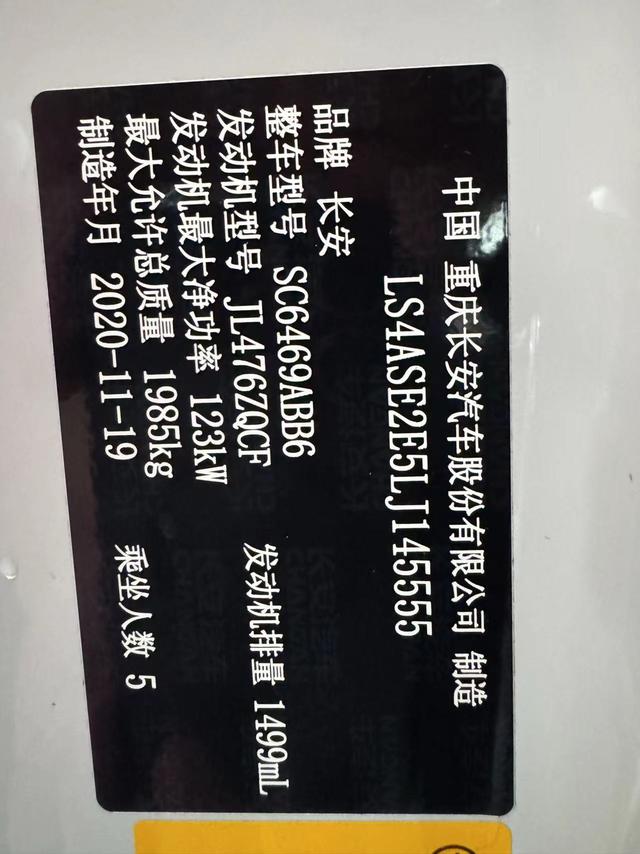 中国 重庆长安汽车股份有限公司 制造
LS4ASE2E5LJ145555
品牌 长安
整车型号 SC6469ABB6
发动机型号 JL476ZQCF 发动机排量 1499mL
发动机最大净功率 123kW
最大允许总质量 1985kg 乘坐人数 5
制造年月 2020-11-19